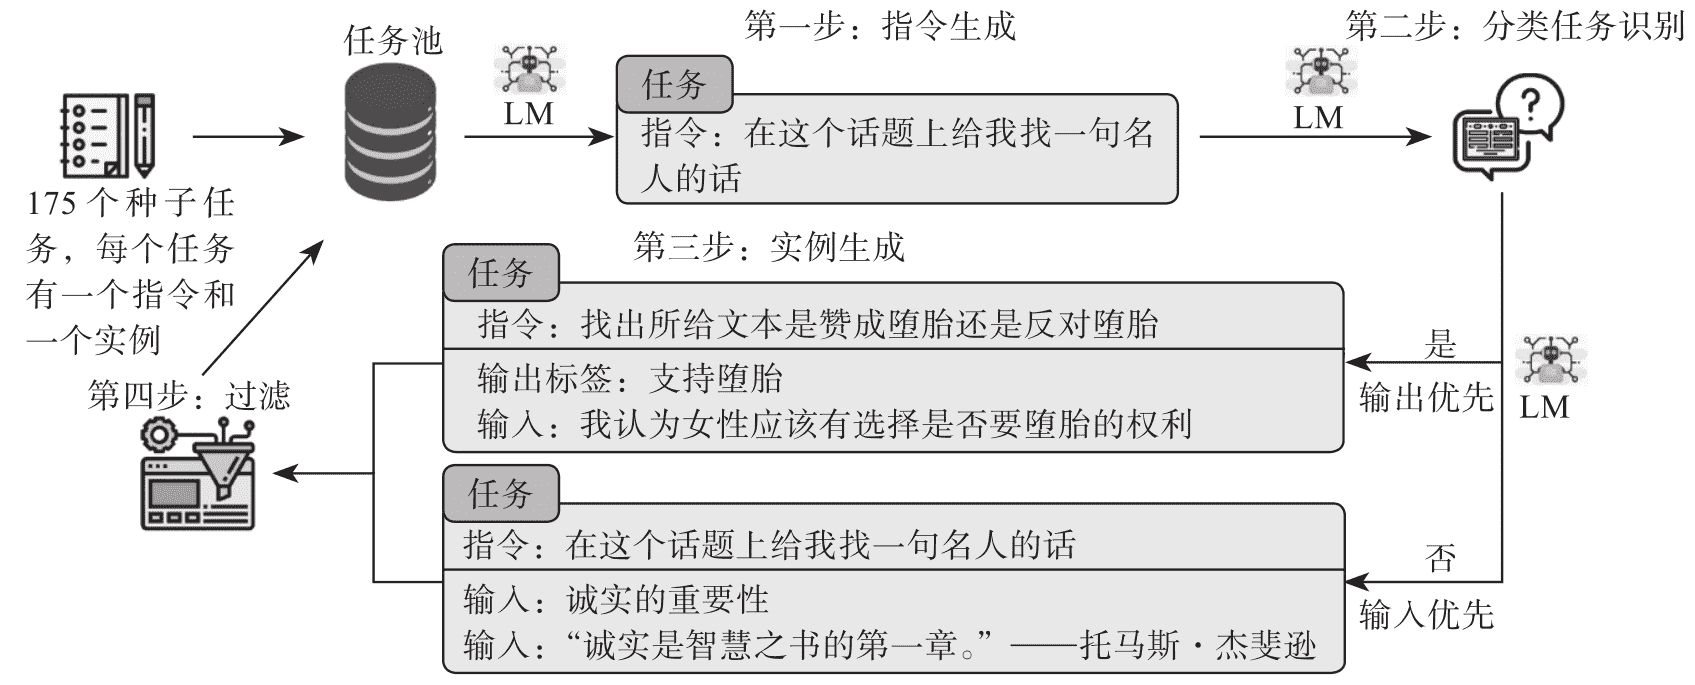 第一步：指令生成
第二步：分类任务识别
任务池
LM
任务
指令：在这个话题上给我找一句名
人的话
LM
175个种子任
务，每个任务
有一个指令和
一个实例
第三步：实例生成
任务
指令：找出所给文本是赞成堕胎还是反对堕胎
输出标签：支持堕胎
输入：我认为女性应该有选择是否要堕胎的权利
是
输出优先
LM
第四步：过滤
任务
指令：在这个话题上给我找一句名人的话
输入：诚实的重要性
输入：“诚实是智慧之书的第一章。”——托马斯·杰斐逊
否
输入优先